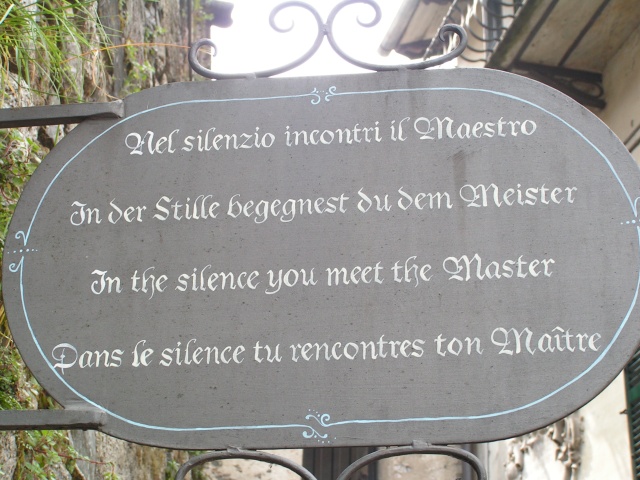 Nel silenzio incontri il Maestro
In der Stille begegnest du dem Meister
In the silence you meet the Master
Dans le silence tu rencontres ton Maître